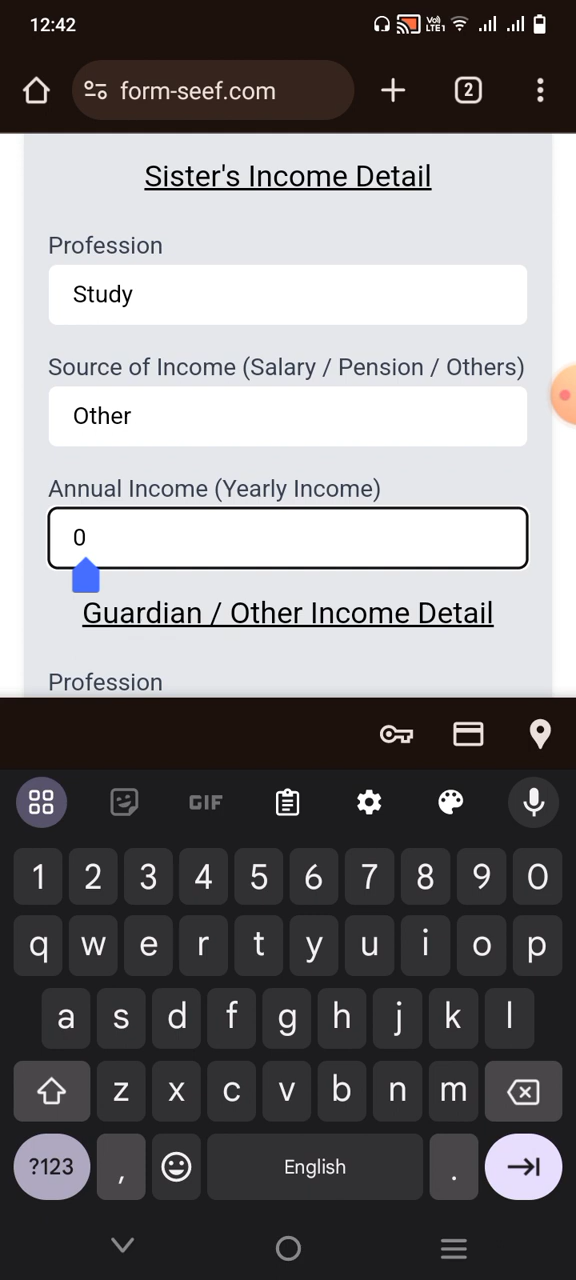 12:42
Vo) LTE1
form-seef.com
2
Sister's Income Detail
Profession
Study
Source of Income (Salary / Pension / Others)
Other
Annual Income (Yearly Income)
0
Guardian / Other Income Detail
Profession
GIF
1 2 3 4 5 6 7 8 9 0
q w e r t y u i o p
a s d f g h j k l
z x c v b n m
?123 , English .